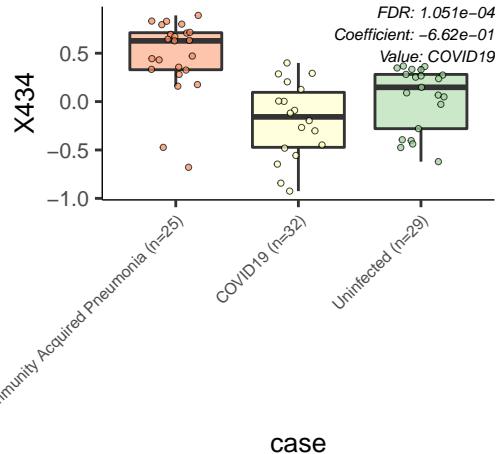 FDR: 1.051e−04
Coefficient: −6.62e−01
Value: COVID19
X434
0.5
0.0
−0.5
−1.0
Acquired Pneumonia (n=25)
COVID19 (n=32)
Uninfected (n=29)
case